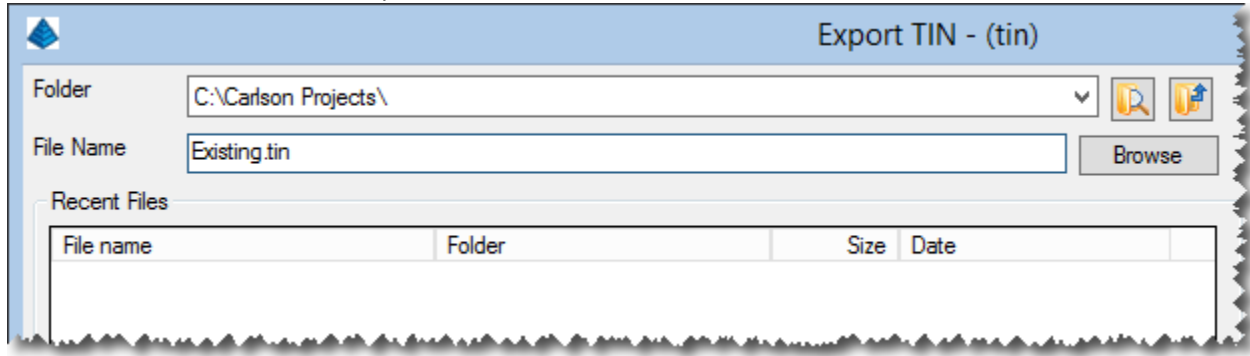 Export TIN - (tin)
Folder
C:\Carlson Projects\
File Name
Existing.tin
Browse
Recent Files
File name Folder Size Date